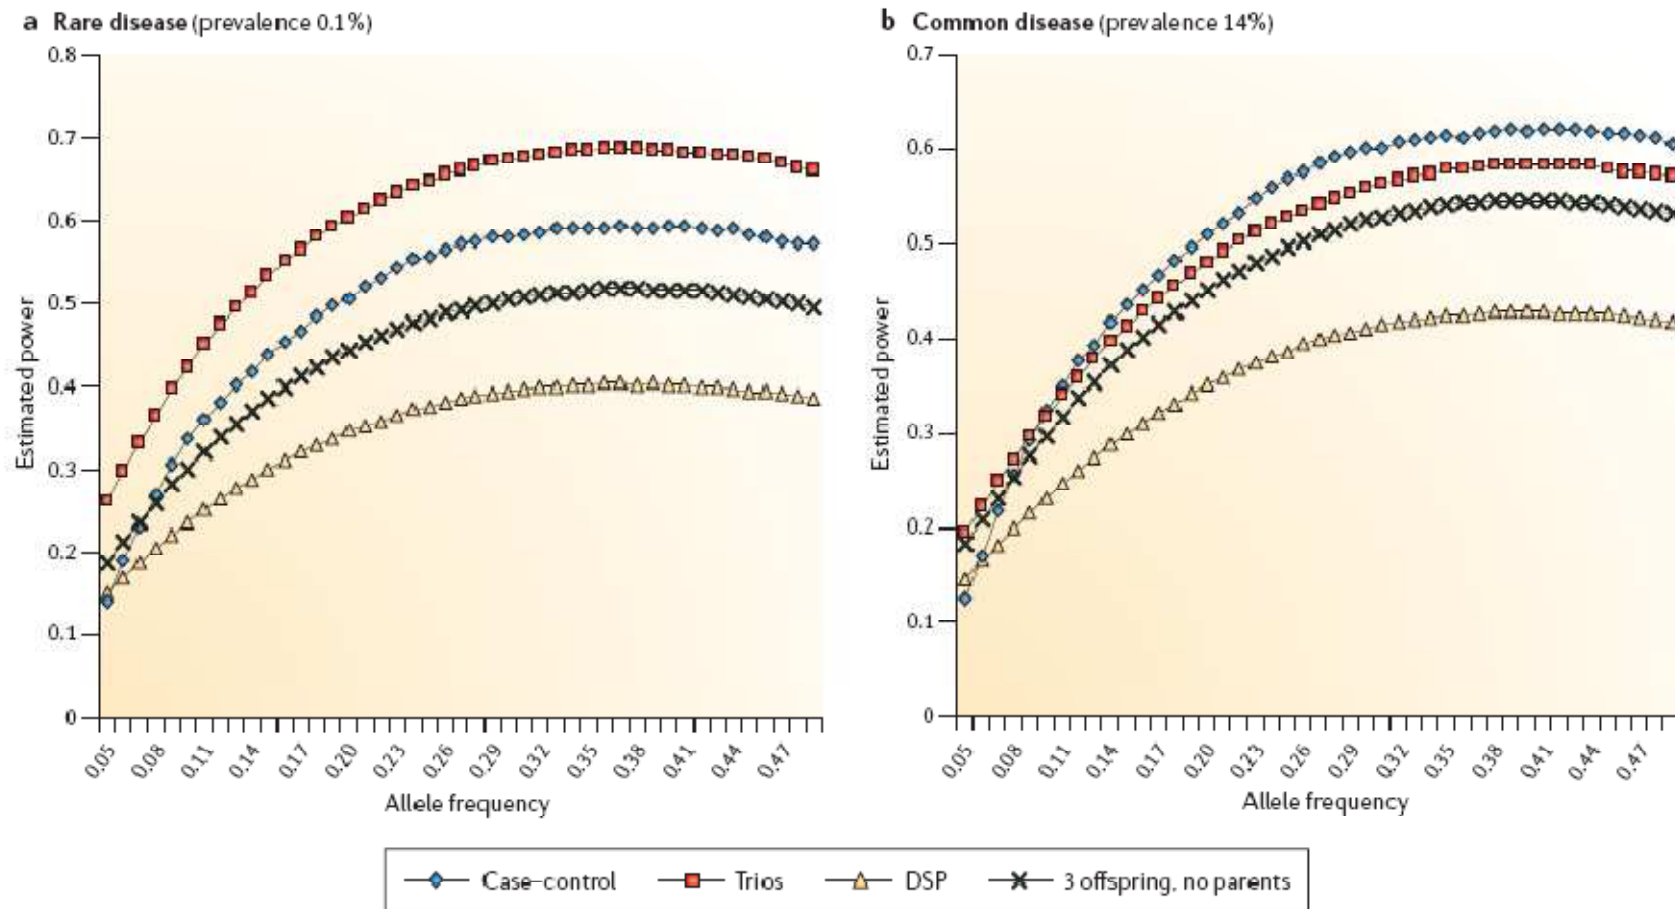 a Rare disease (prevalence 0.1%)
0.8
0.7
0.6
0.5
0.4
0.3
0.2
0.1
0
Estimated power
0.05 0.08 0.11 0.14 0.17 0.20 0.23 0.26 0.29 0.32 0.35 0.38 0.41 0.44 0.47
Allele frequency
b Common disease (prevalence 14%)
0.7
0.6
0.5
0.4
0.3
0.2
0.1
0
Estimated power
0.05 0.08 0.11 0.14 0.17 0.20 0.23 0.26 0.29 0.32 0.35 0.38 0.41 0.44 0.47
Allele frequency
Case–control Trios DSP 3 offspring, no parents